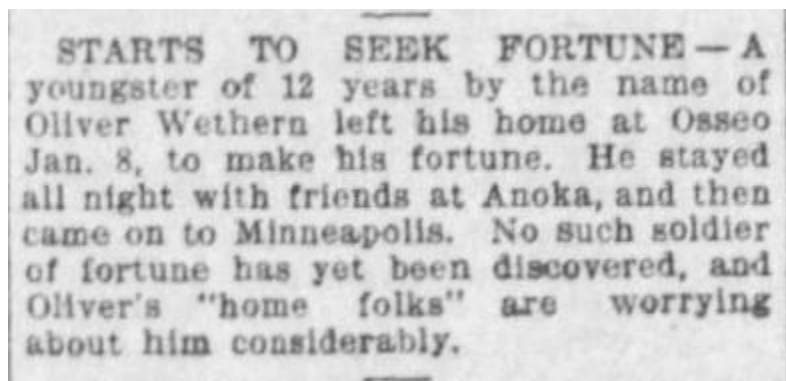 STARTS TO SEEK FORTUNE — A
youngster of 12 years by the name of
Oliver Wethern left his home at Osseo
Jan. 8, to make his fortune. He stayed
all night with friends at Anoka, and then
came on to Minneapolis. No such soldier
of fortune has yet been discovered, and
Oliver's "home folks" are worrying
about him considerably.